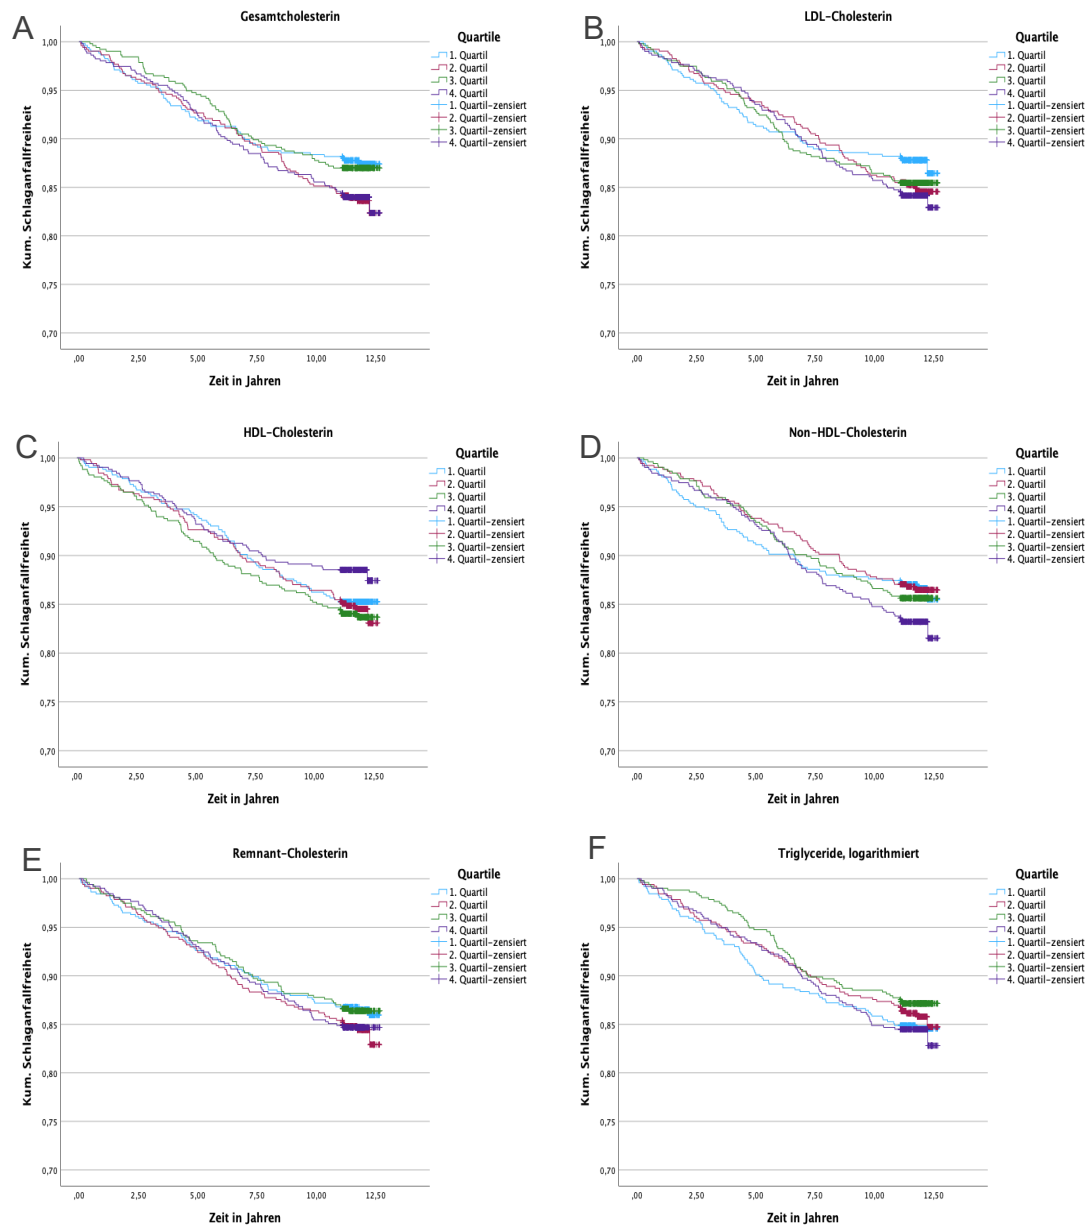 A
Gesamtcholesterin
Kum. Schlaganfallfreiheit
1,00
0,95
0,90
0,85
0,80
0,75
0,70
,00 2,50 5,00 7,50 10,00 12,50
Zeit in Jahren
Quartile
1. Quartil
2. Quartil
3. Quartil
4. Quartil
1. Quartil-zensiert
2. Quartil-zensiert
3. Quartil-zensiert
4. Quartil-zensiert
B
LDL-Cholesterin
Kum. Schlaganfallfreiheit
1,00
0,95
0,90
0,85
0,80
0,75
0,70
,00 2,50 5,00 7,50 10,00 12,50
Zeit in Jahren
Quartile
1. Quartil
2. Quartil
3. Quartil
4. Quartil
1. Quartil-zensiert
2. Quartil-zensiert
3. Quartil-zensiert
4. Quartil-zensiert
C
HDL-Cholesterin
Kum. Schlaganfallfreiheit
1,00
0,95
0,90
0,85
0,80
0,75
0,70
,00 2,50 5,00 7,50 10,00 12,50
Zeit in Jahren
Quartile
1. Quartil
2. Quartil
3. Quartil
4. Quartil
1. Quartil-zensiert
2. Quartil-zensiert
3. Quartil-zensiert
4. Quartil-zensiert
D
Non-HDL-Cholesterin
Kum. Schlaganfallfreiheit
1,00
0,95
0,90
0,85
0,80
0,75
0,70
,00 2,50 5,00 7,50 10,00 12,50
Zeit in Jahren
Quartile
1. Quartil
2. Quartil
3. Quartil
4. Quartil
1. Quartil-zensiert
2. Quartil-zensiert
3. Quartil-zensiert
4. Quartil-zensiert
E
Remnant-Cholesterin
Kum. Schlaganfallfreiheit
1,00
0,95
0,90
0,85
0,80
0,75
0,70
,00 2,50 5,00 7,50 10,00 12,50
Zeit in Jahren
Quartile
1. Quartil
2. Quartil
3. Quartil
4. Quartil
1. Quartil-zensiert
2. Quartil-zensiert
3. Quartil-zensiert
4. Quartil-zensiert
F
Triglyceride, logarithmiert
Kum. Schlaganfallfreiheit
1,00
0,95
0,90
0,85
0,80
0,75
0,70
,00 2,50 5,00 7,50 10,00 12,50
Zeit in Jahren
Quartile
1. Quartil
2. Quartil
3. Quartil
4. Quartil
1. Quartil-zensiert
2. Quartil-zensiert
3. Quartil-zensiert
4. Quartil-zensiert